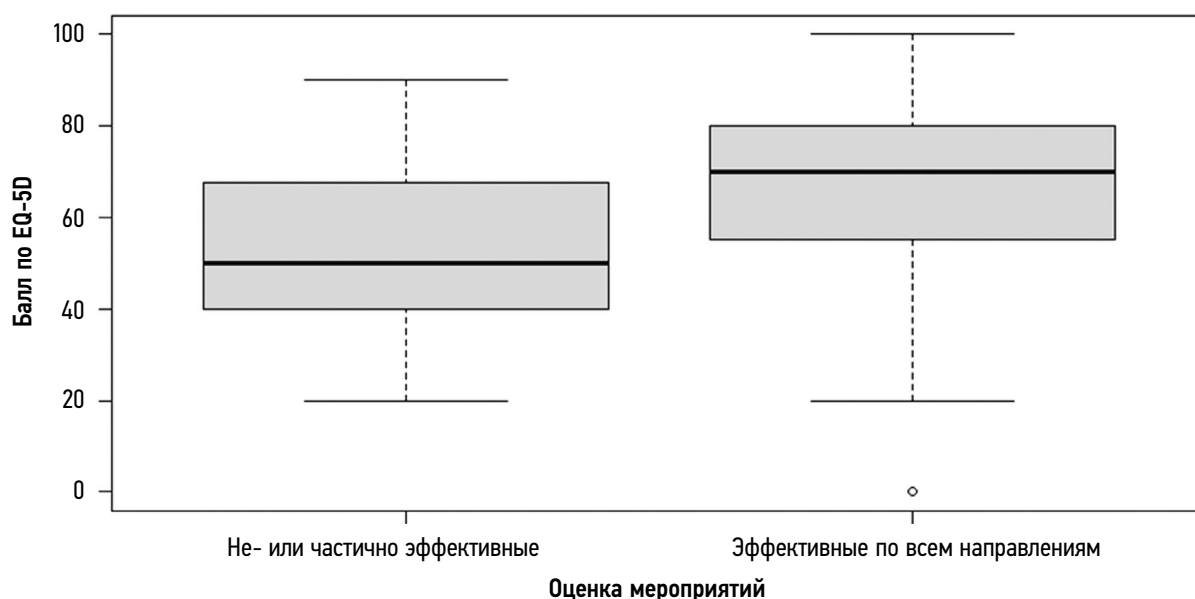 Балл по EQ-5D
100
80
60
40
20
0
Не- или частично эффективные
Эффективные по всем направлениям
Оценка мероприятий